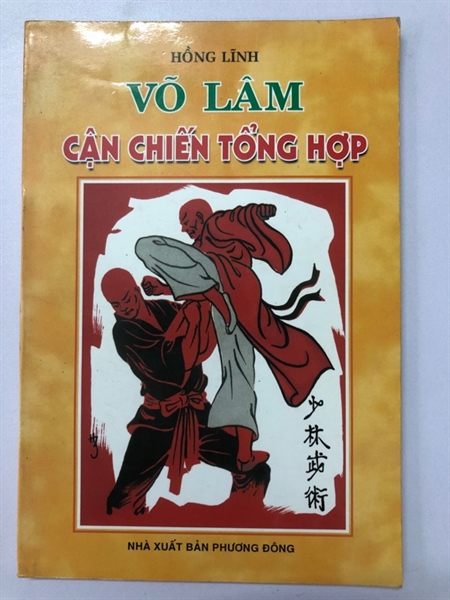 HỒNG LĨNH
VÕ LÂM
CẬN CHIẾN TỔNG HỢP
少林武術
NHÀ XUẤT BẢN PHƯƠNG ĐÔNG